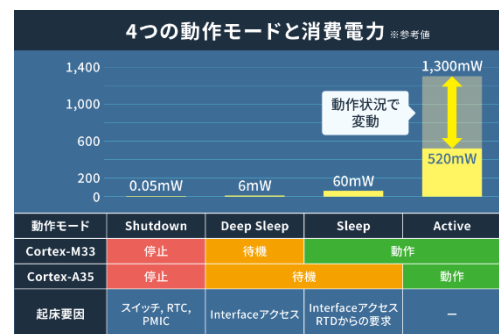 4つの動作モードと消費電力 ※参考値
1,400
1,000
600
200
0
0.05mW
6mW
60mW
1,300mW
520mW
動作状況で
変動
動作モード Shutdown Deep Sleep Sleep Active
Cortex-M33 停止 待機 動作
Cortex-A35 停止 待機 動作
起床要因 スイッチ, RTC, PMIC Interfaceアクセス Interfaceアクセス RTDからの要求 −